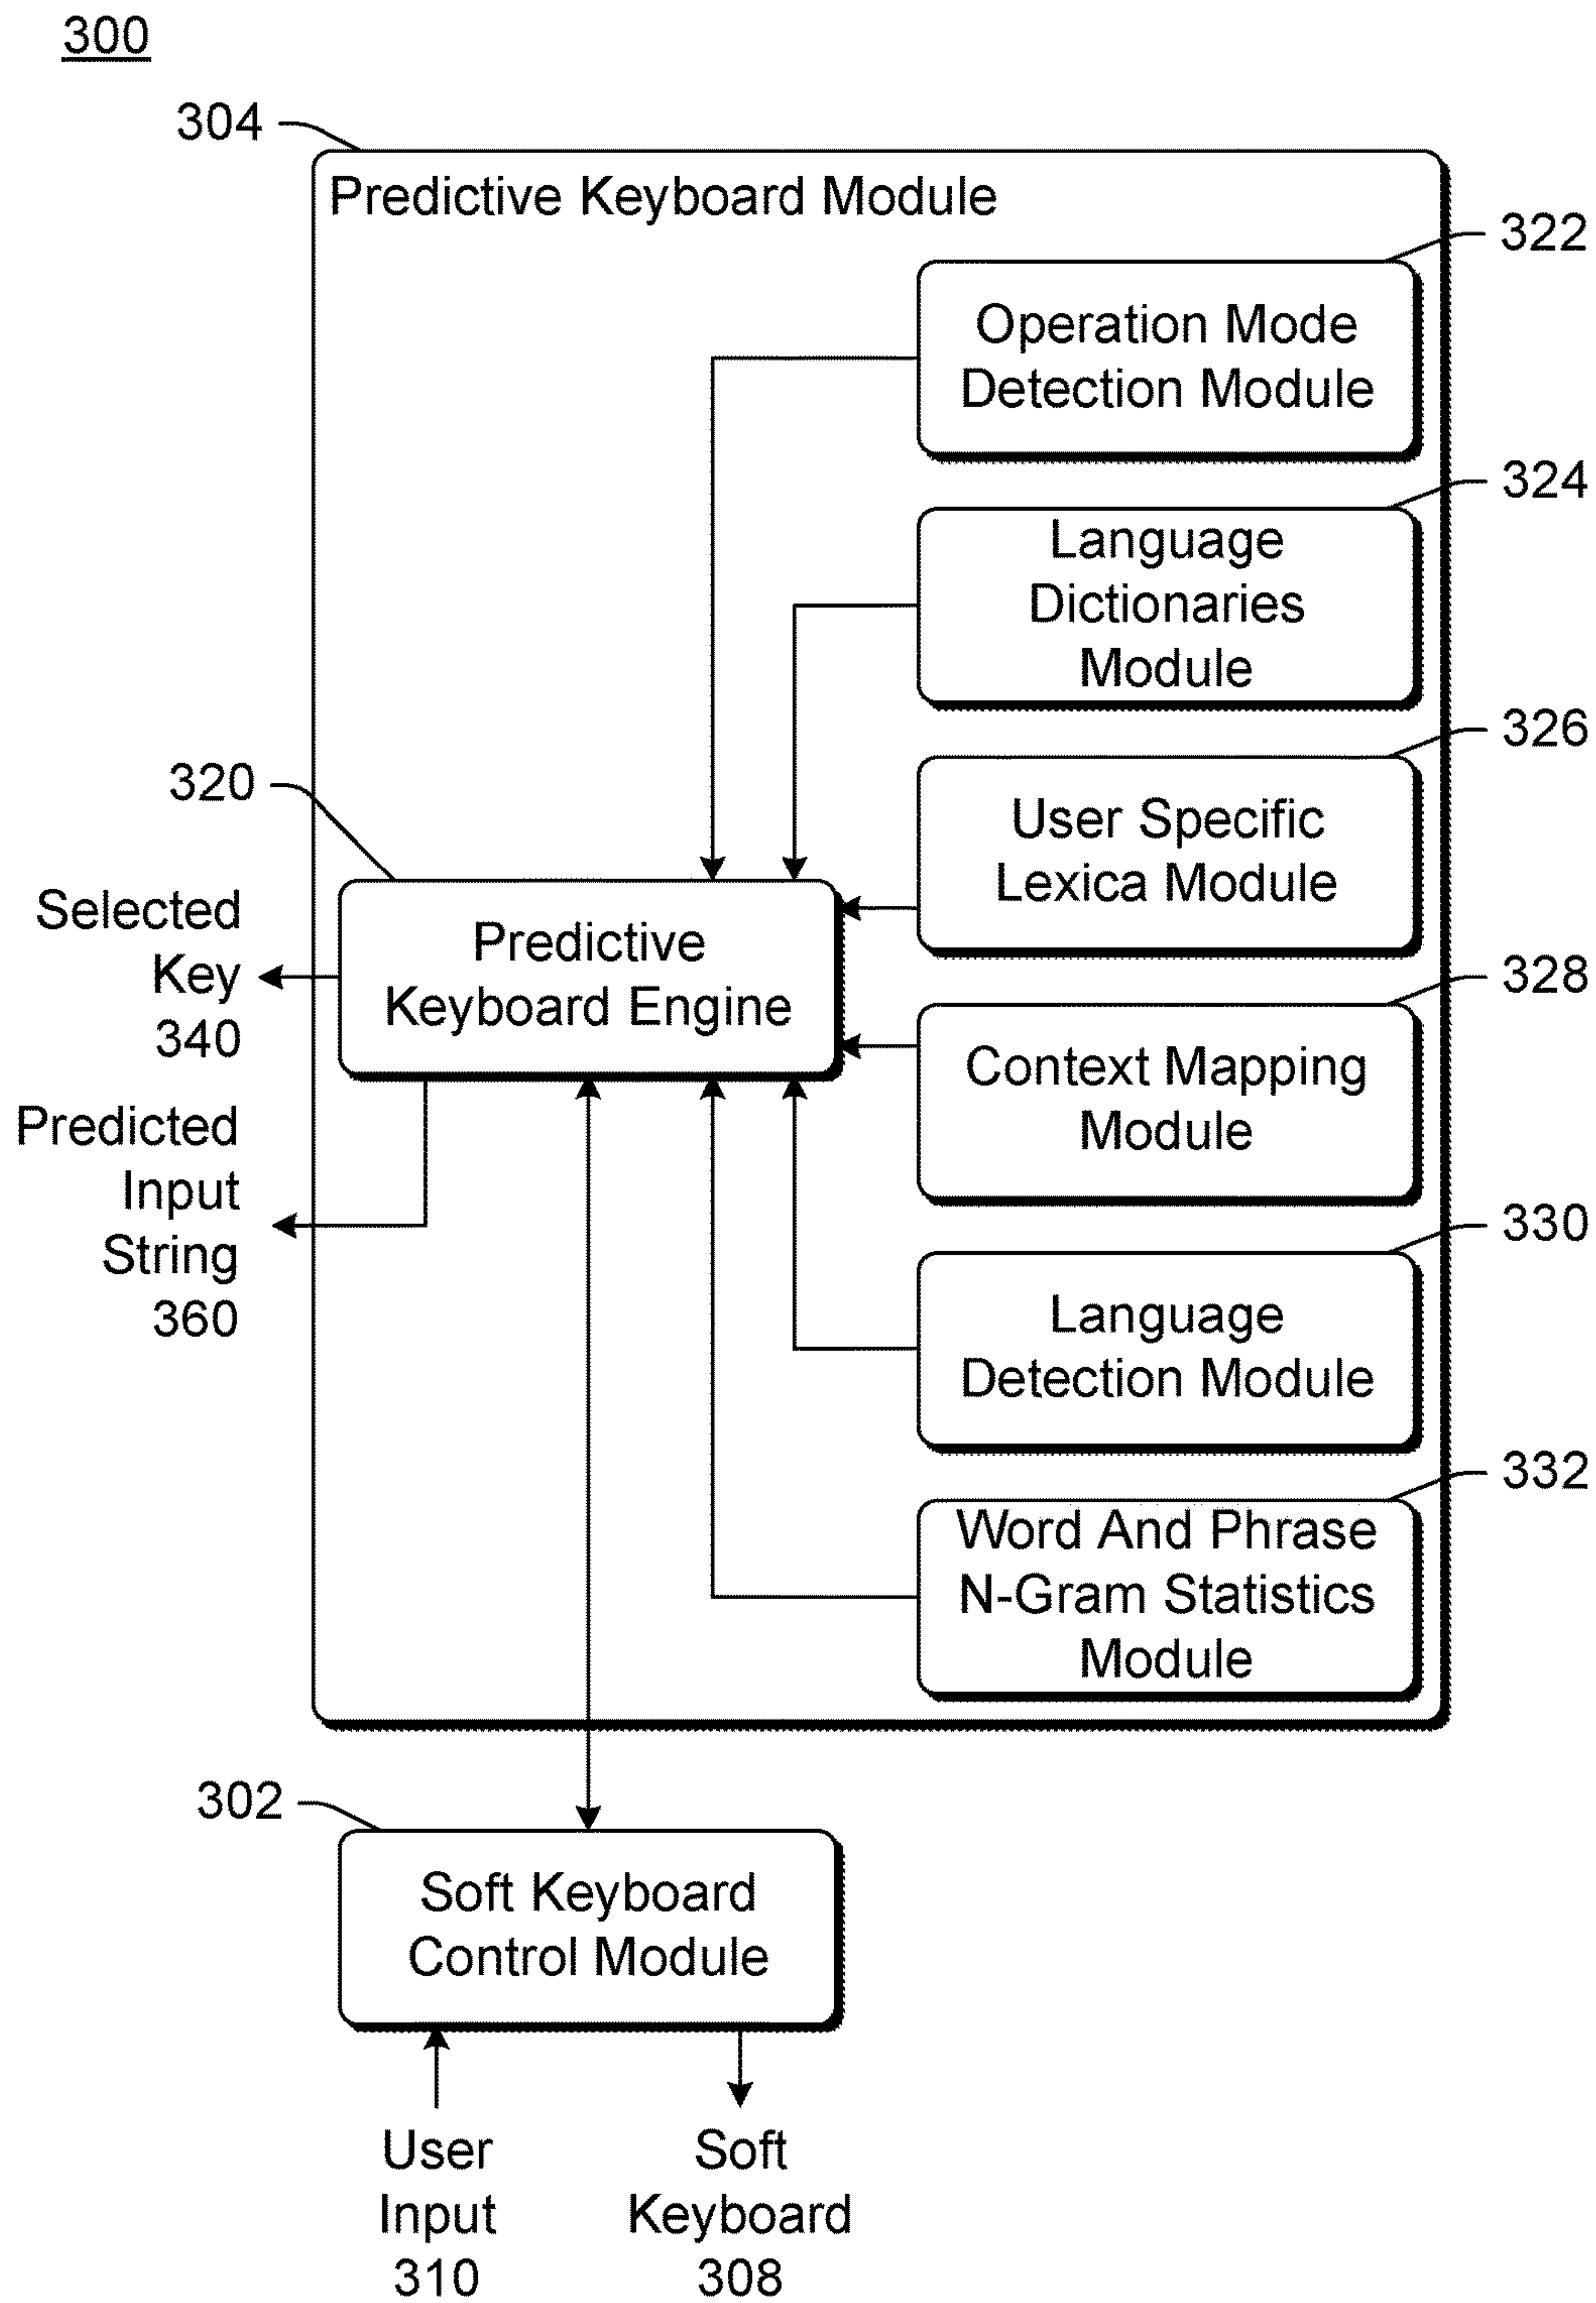 300
304
Predictive Keyboard Module
322
Operation Mode
Detection Module
324
Language
Dictionaries
Module
326
User Specific
Lexica Module
320
Predictive
Keyboard Engine
Selected
Key
340
328
Context Mapping
Module
Predicted
Input
String
360
330
Language
Detection Module
332
Word And Phrase
N-Gram Statistics
Module
302
Soft Keyboard
Control Module
User
Input
310
Soft
Keyboard
308